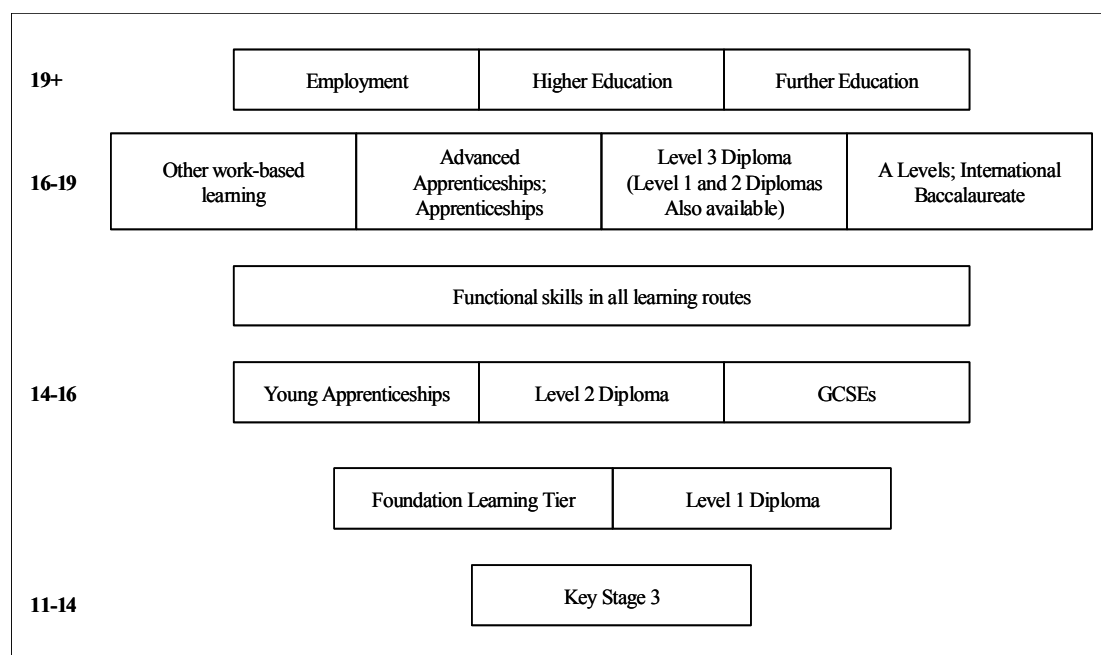 19+
Employment
Higher Education
Further Education
16-19
Other work-based
learning
Advanced
Apprenticeships;
Apprenticeships
Level 3 Diploma
(Level 1 and 2 Diplomas
Also available)
A Levels; International
Baccalaureate
Functional skills in all learning routes
14-16
Young Apprenticeships
Level 2 Diploma
GCSEs
Foundation Learning Tier
Level 1 Diploma
Key Stage 3
11-14